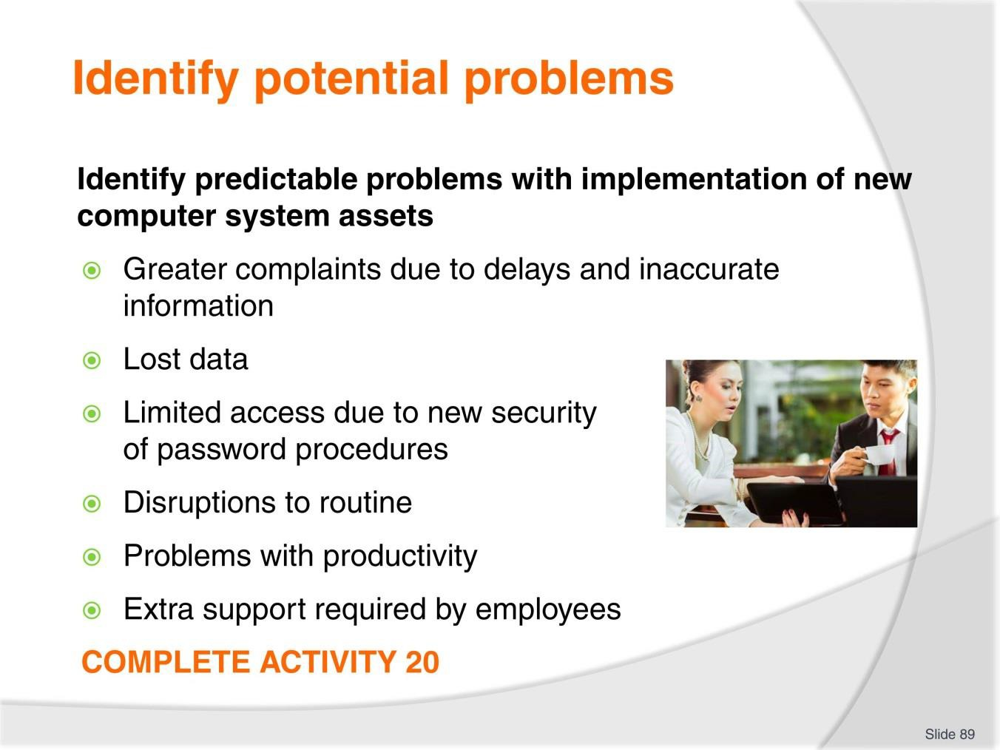 Identify potential problems
Identify predictable problems with implementation of new
computer system assets
Greater complaints due to delays and inaccurate
information
Lost data
Limited access due to new security
of password procedures
Disruptions to routine
Problems with productivity
Extra support required by employees
COMPLETE ACTIVITY 20
Slide 89